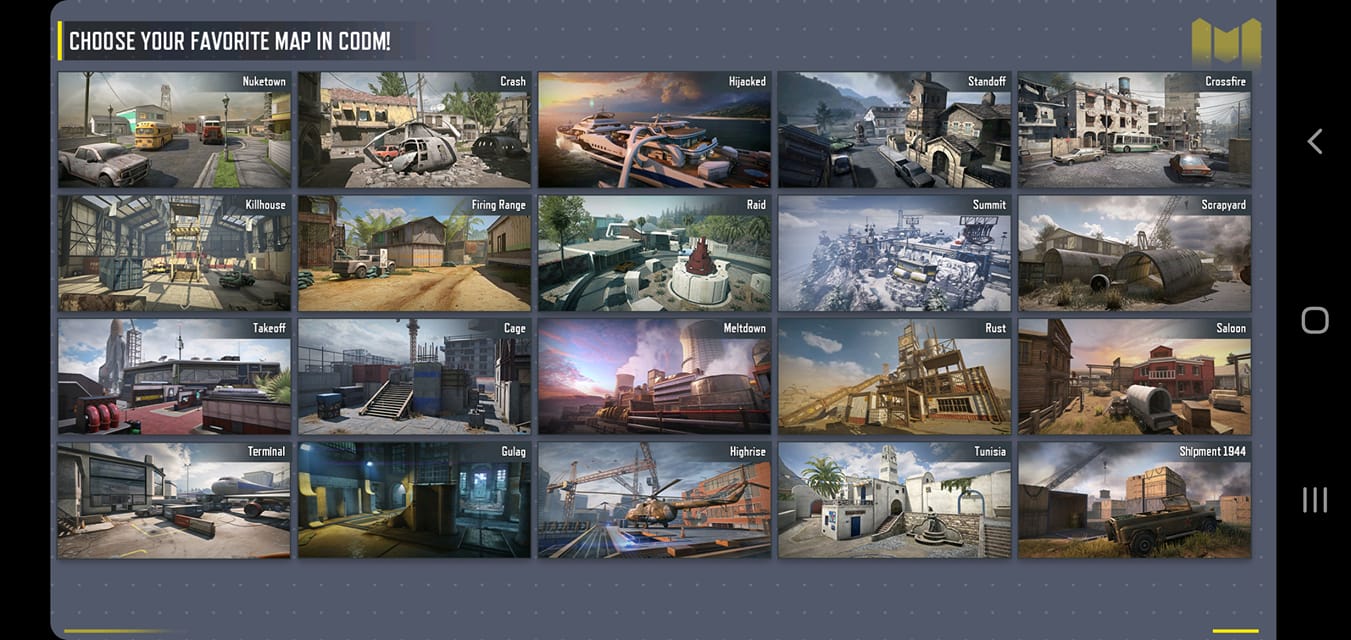 CHOOSE YOUR FAVORITE MAP IN CODM!
Nuketown
Crash
Hijacked
Standoff
Crossfire
Killhouse
Firing Range
Raid
Summit
Scrapyard
Takeoff
Cage
Meltdown
Rust
Saloon
Terminal
Gulag
Highrise
Tunisia
Shipment 1944